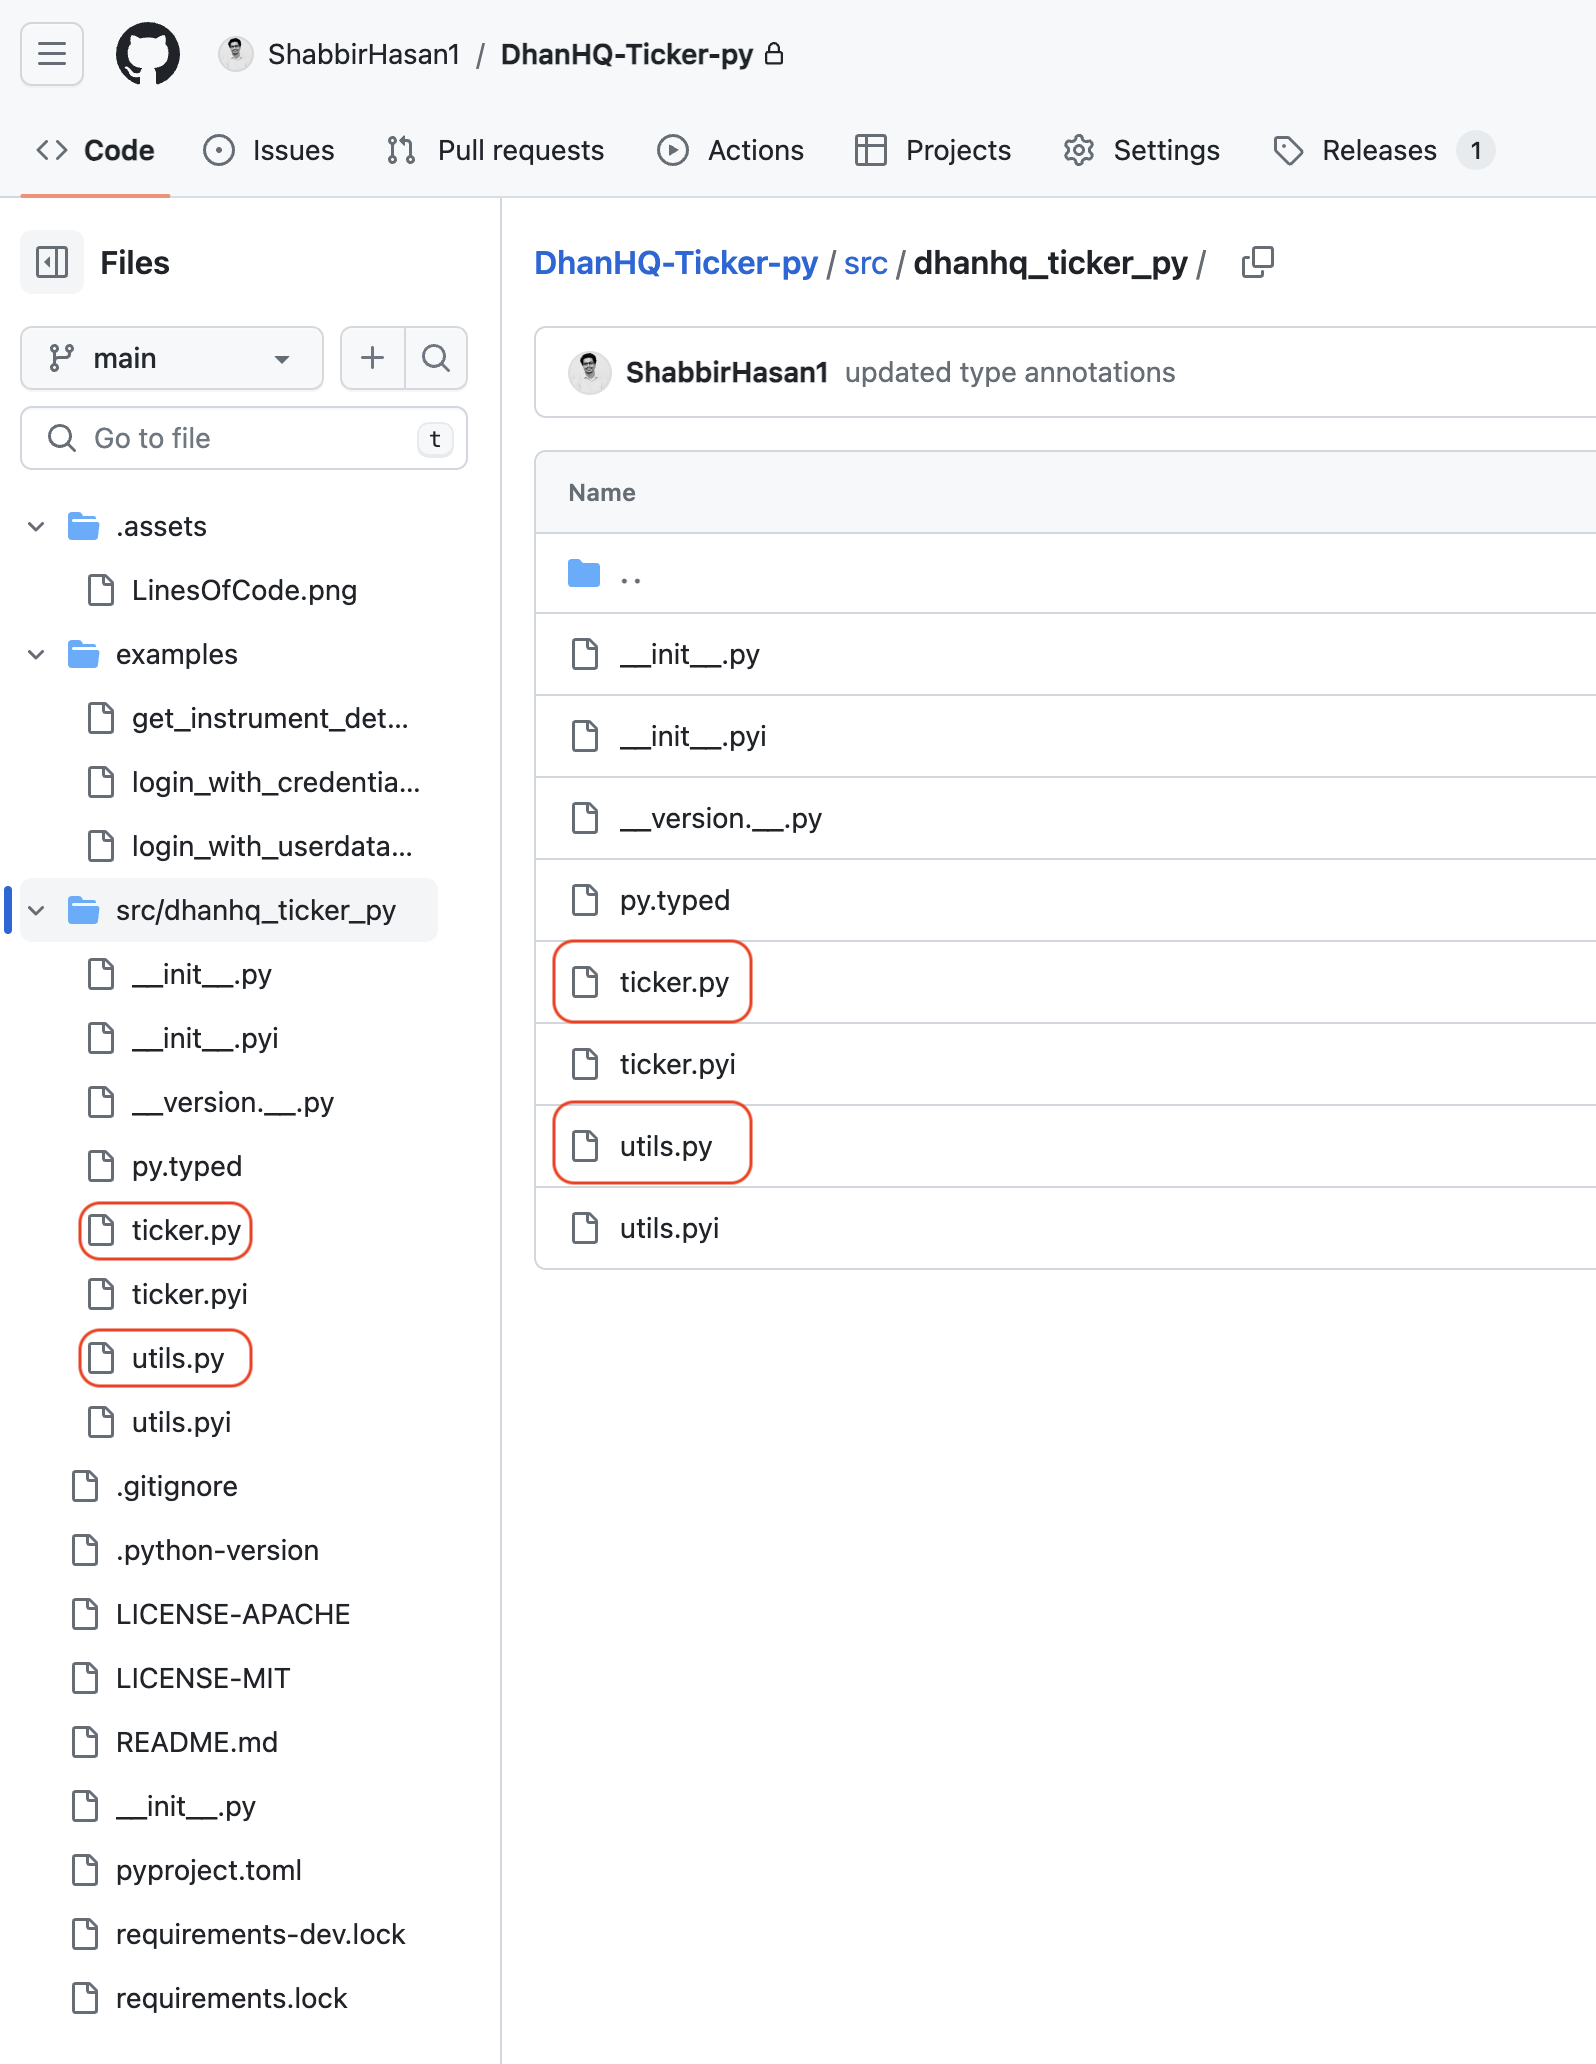 ShabbirHasan1 / DhanHQ-Ticker-py
Code Issues Pull requests Actions Projects Settings Releases 1
Files
main
Go to file t
.assets
LinesOfCode.png
examples
get_instrument_det...
login_with_credentia...
login_with_userdata...
src/dhanhq_ticker_py
__init__.py
__init__.pyi
__version.__.py
py.typed
ticker.py
ticker.pyi
utils.py
utils.pyi
.gitignore
.python-version
LICENSE-APACHE
LICENSE-MIT
README.md
__init__.py
pyproject.toml
requirements-dev.lock
requirements.lock
DhanHQ-Ticker-py / src / dhanhq_ticker_py /
ShabbirHasan1 updated type annotations
Name
..
__init__.py
__init__.pyi
__version.__.py
py.typed
ticker.py
ticker.pyi
utils.py
utils.pyi